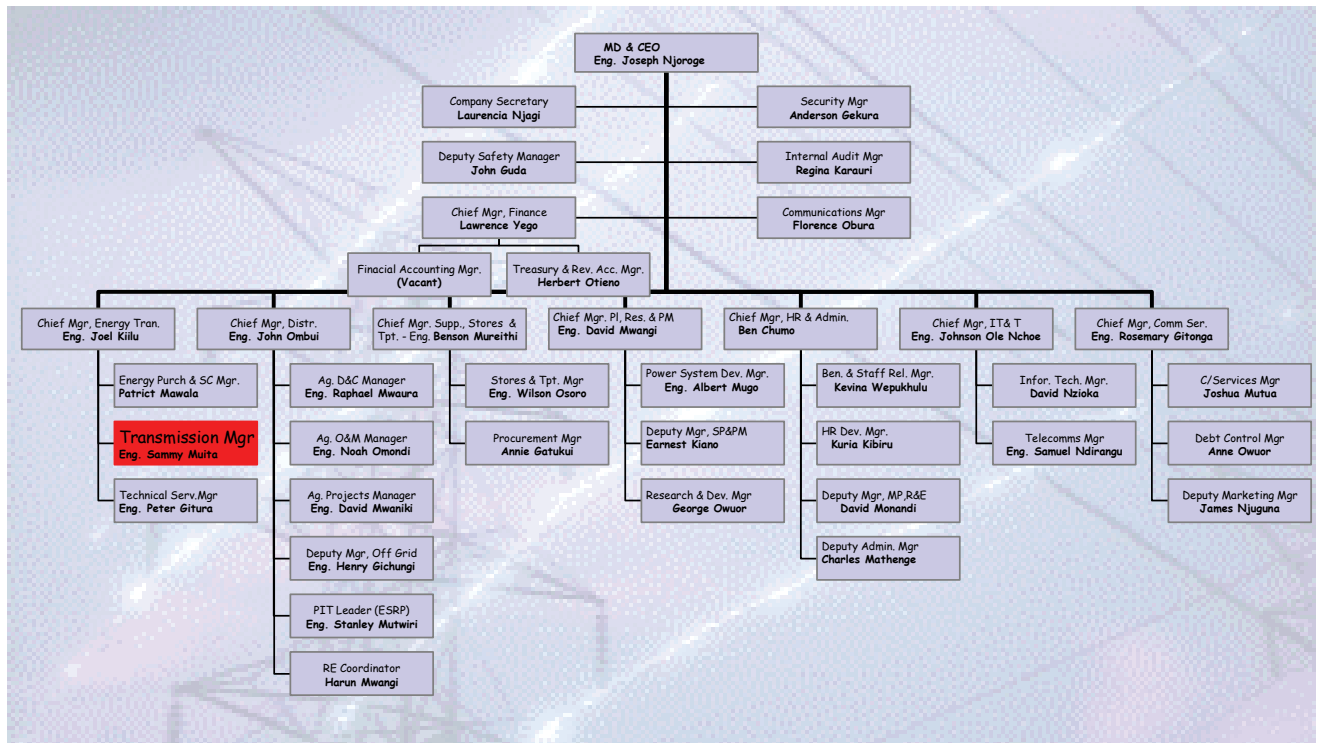 MD & CEO
Eng. Joseph Njoroge
Company Secretary
Laurencia Njagi
Security Mgr
Anderson Gekura
Deputy Safety Manager
John Guda
Internal Audit Mgr
Regina Karauri
Chief Mgr, Finance
Lawrence Yego
Communications Mgr
Florence Obura
Finacial Accounting Mgr.
(Vacant)
Treasury & Rev. Acc. Mgr.
Herbert Otieno
Chief Mgr, Energy Tran.
Eng. Joel Kiilu
Energy Purch & SC Mgr.
Patrict Mawala
Transmission Mgr
Eng. Sammy Muita
Technical Serv.Mgr
Eng. Peter Gitura
Chief Mgr, Distr.
Eng. John Ombui
Ag. D&C Manager
Eng. Raphael Mwaura
Ag. O&M Manager
Eng. Noah Omondi
Ag. Projects Manager
Eng. David Mwaniki
Deputy Mgr, Off Grid
Eng. Henry Gichungi
PIT Leader (ESRP)
Eng. Stanley Mutwiri
RE Coordinator
Harun Mwangi
Chief Mgr. Supp., Stores &
Tpt. - Eng. Benson Mureithi
Stores & Tpt. Mgr
Eng. Wilson Osoro
Procurement Mgr
Annie Gatukui
Chief Mgr. Pl, Res. & PM
Eng. David Mwangi
Power System Dev. Mgr.
Eng. Albert Mugo
Deputy Mgr, SP&PM
Earnest Kiano
Research & Dev. Mgr
George Owuor
Chief Mgr, HR & Admin.
Ben Chumo
Ben. & Staff Rel. Mgr.
Kevina Wepukhulu
HR Dev. Mgr.
Kuria Kibiru
Deputy Mgr, MP,R&E
David Monandi
Deputy Admin. Mgr
Charles Mathenge
Chief Mgr, IT& T
Eng. Johnson Ole Nchoe
Infor. Tech. Mgr.
David Nzioka
Telecomms Mgr
Eng. Samuel Ndirangu
Chief Mgr, Comm Ser.
Eng. Rosemary Gitonga
C/Services Mgr
Joshua Mutua
Debt Control Mgr
Anne Owuor
Deputy Marketing Mgr
James Njuguna